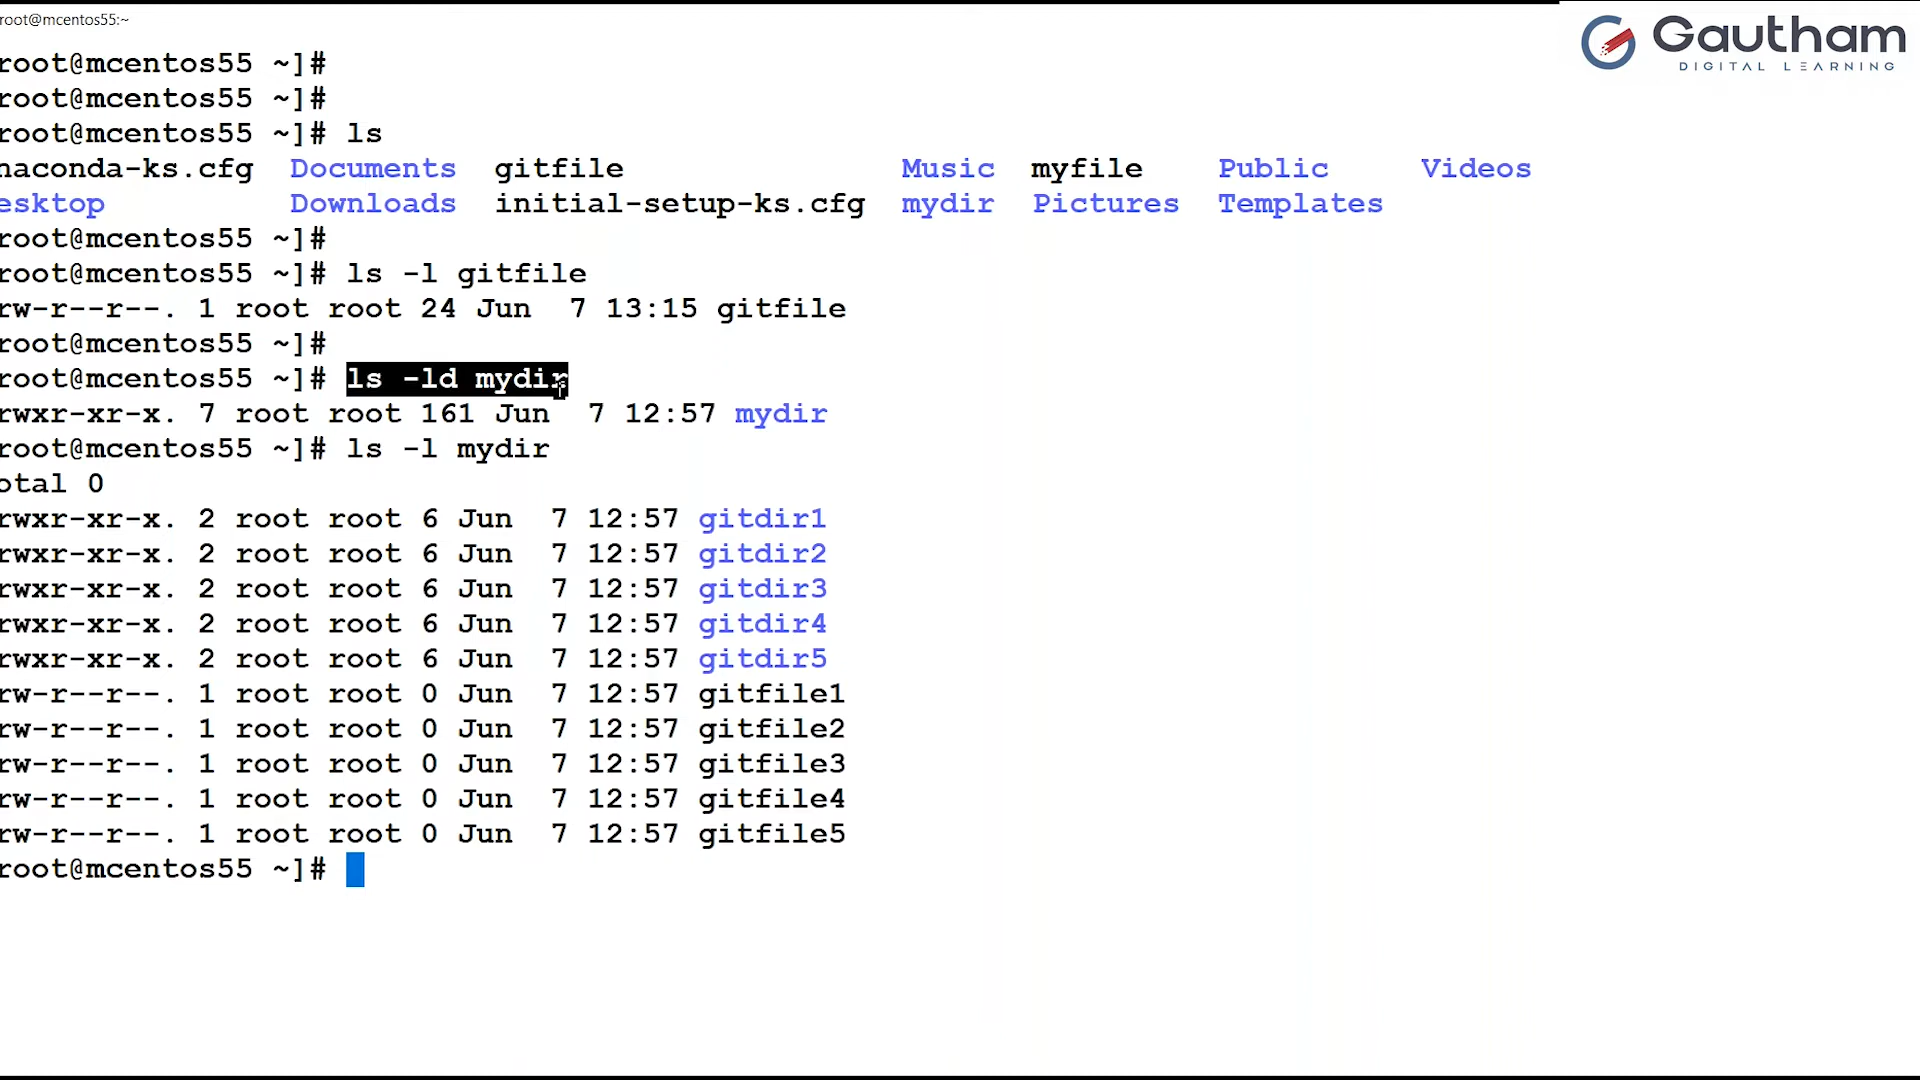 root@mcentos55:~
Gautham
DIGITAL LEARNING
root@mcentos55 ~]#
root@mcentos55 ~]#
root@mcentos55 ~]# ls
naconda-ks.cfg Documents gitfile Music myfile Public Videos
esktop Downloads initial-setup-ks.cfg mydir Pictures Templates
root@mcentos55 ~]#
root@mcentos55 ~]# ls -l gitfile
rw-r--r--. 1 root root 24 Jun 7 13:15 gitfile
root@mcentos55 ~]#
root@mcentos55 ~]# ls -ld mydir
rwxr-xr-x. 7 root root 161 Jun 7 12:57 mydir
root@mcentos55 ~]# ls -l mydir
otal 0
rwxr-xr-x. 2 root root 6 Jun 7 12:57 gitdir1
rwxr-xr-x. 2 root root 6 Jun 7 12:57 gitdir2
rwxr-xr-x. 2 root root 6 Jun 7 12:57 gitdir3
rwxr-xr-x. 2 root root 6 Jun 7 12:57 gitdir4
rwxr-xr-x. 2 root root 6 Jun 7 12:57 gitdir5
rw-r--r--. 1 root root 0 Jun 7 12:57 gitfile1
rw-r--r--. 1 root root 0 Jun 7 12:57 gitfile2
rw-r--r--. 1 root root 0 Jun 7 12:57 gitfile3
rw-r--r--. 1 root root 0 Jun 7 12:57 gitfile4
rw-r--r--. 1 root root 0 Jun 7 12:57 gitfile5
root@mcentos55 ~]#